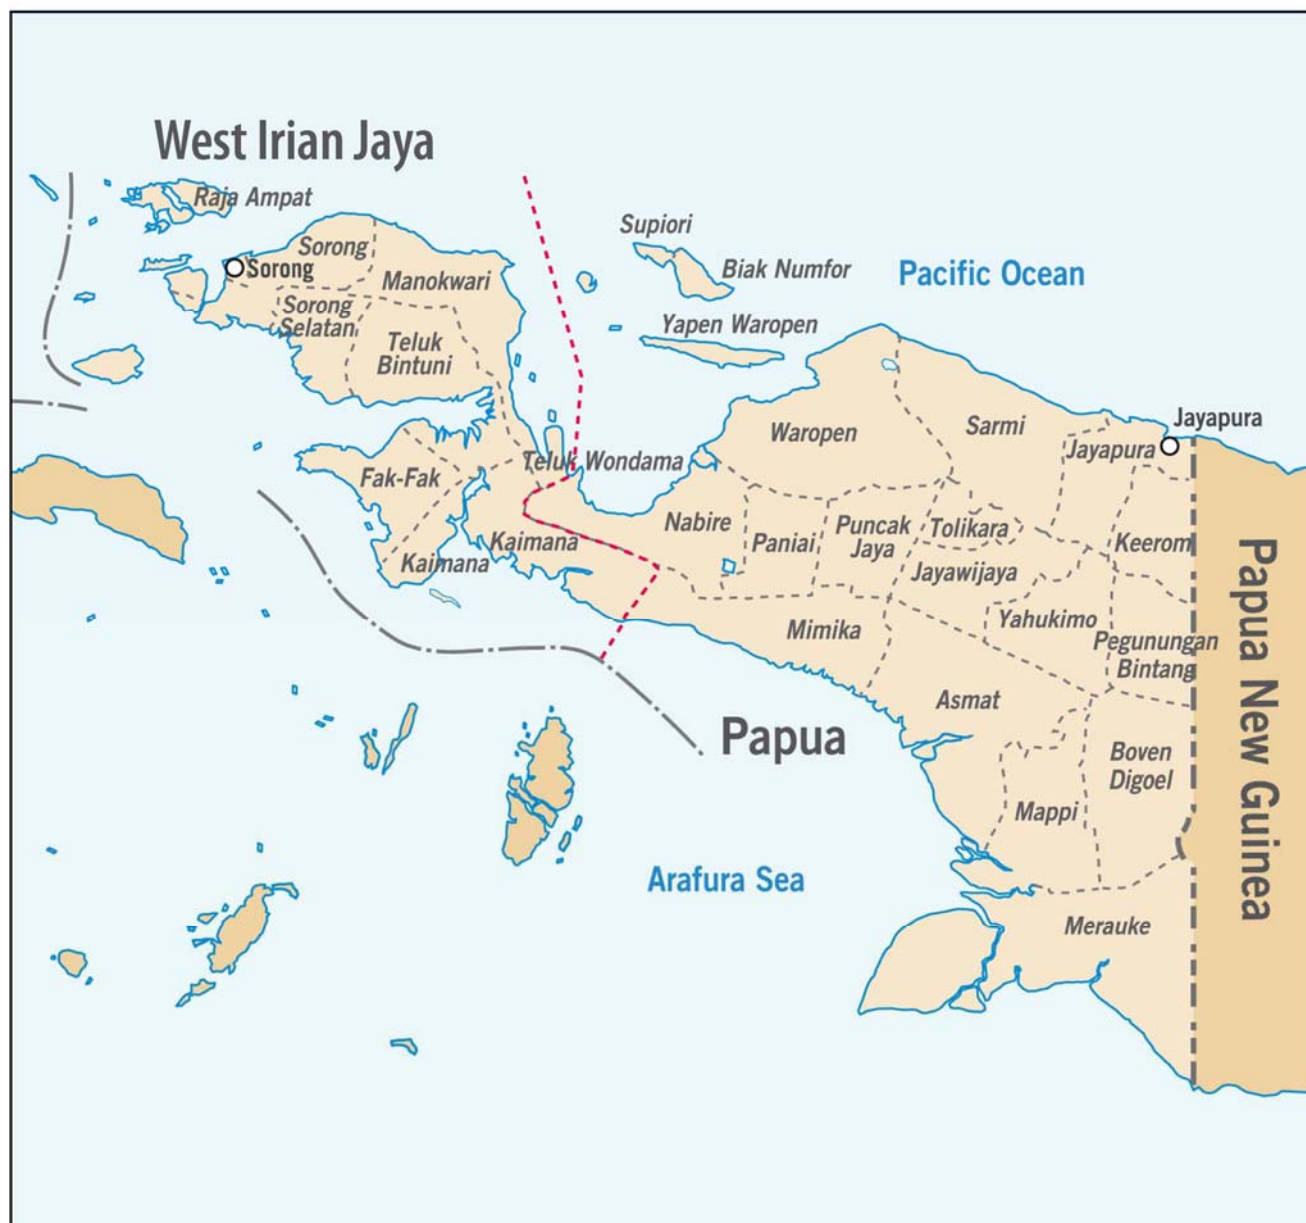 West Irian Jaya
Raja Ampat
Supiori
Sorong
Sorong
Manokwari
Biak Numfor
Pacific Ocean
Sorong
Selatan
Teluk
Bintuni
Yapen Waropen
Jayapura
Waropen
Sarmi
Jayapura
Fak-Fak
Teluk Wondama
Nabire
Paniai
Puncak
Jaya
Tolikara
Keerom
Kaimana
Kaimana
Jayawijaya
Mimika
Yahukimo
Pegunungan
Bintang
Papua New Guinea
Asmat
Papua
Boven
Digoel
Mappi
Arafura Sea
Merauke